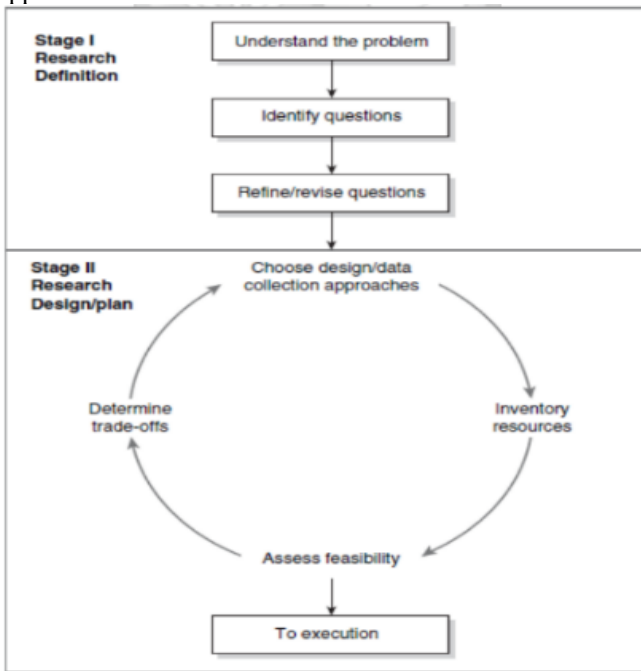 Stage I
Research
Definition
Understand the problem
Identify questions
Refine/revise questions
Stage II
Research
Design/plan
Choose design/data
collection approaches
Determine
trade-offs
Inventory
resources
Assess feasibility
To execution